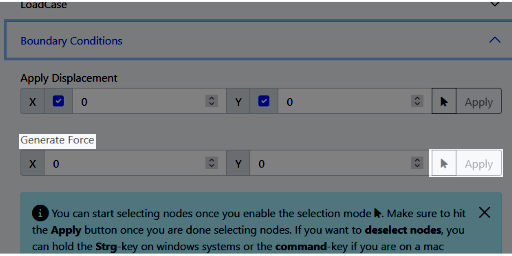 LoadCase
Boundary Conditions
Apply Displacement
X 0 Y 0 Apply
Generate Force
X 0 Y 0 Apply
You can start selecting nodes once you enable the selection mode . Make sure to hit
the Apply button once you are done selecting nodes. If you want to deselect nodes, you
can hold the Strg-key on windows systems or the command-key if you are on a mac